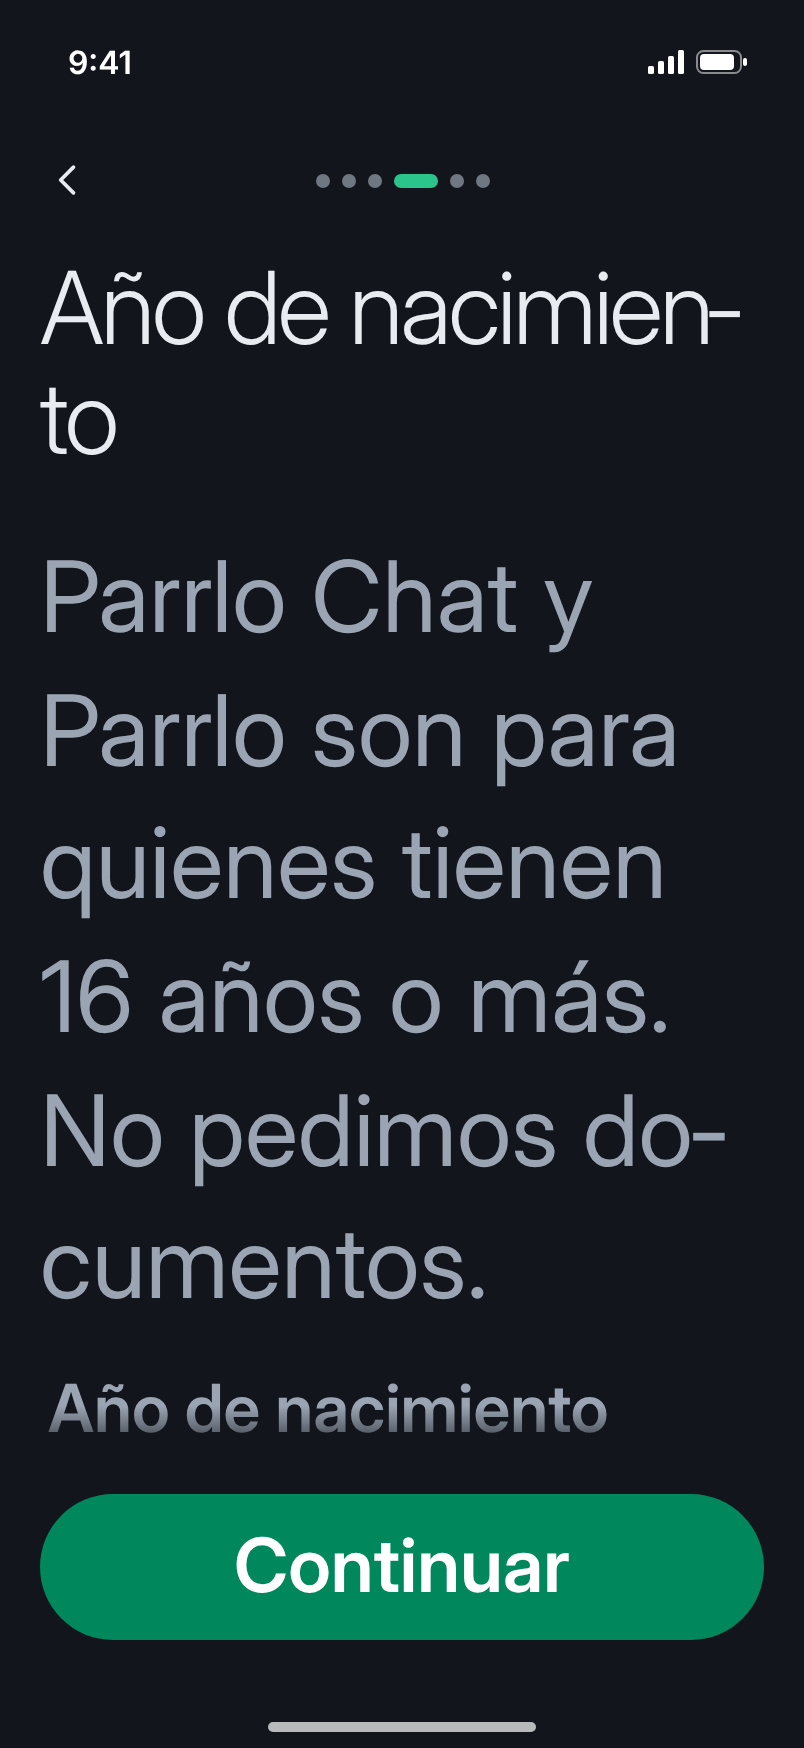 9:41
Año de nacimien-
to
Parrlo Chat y
Parrlo son para
quienes tienen
16 años o más.
No pedimos do-
cumentos.
Año de nacimiento
Continuar